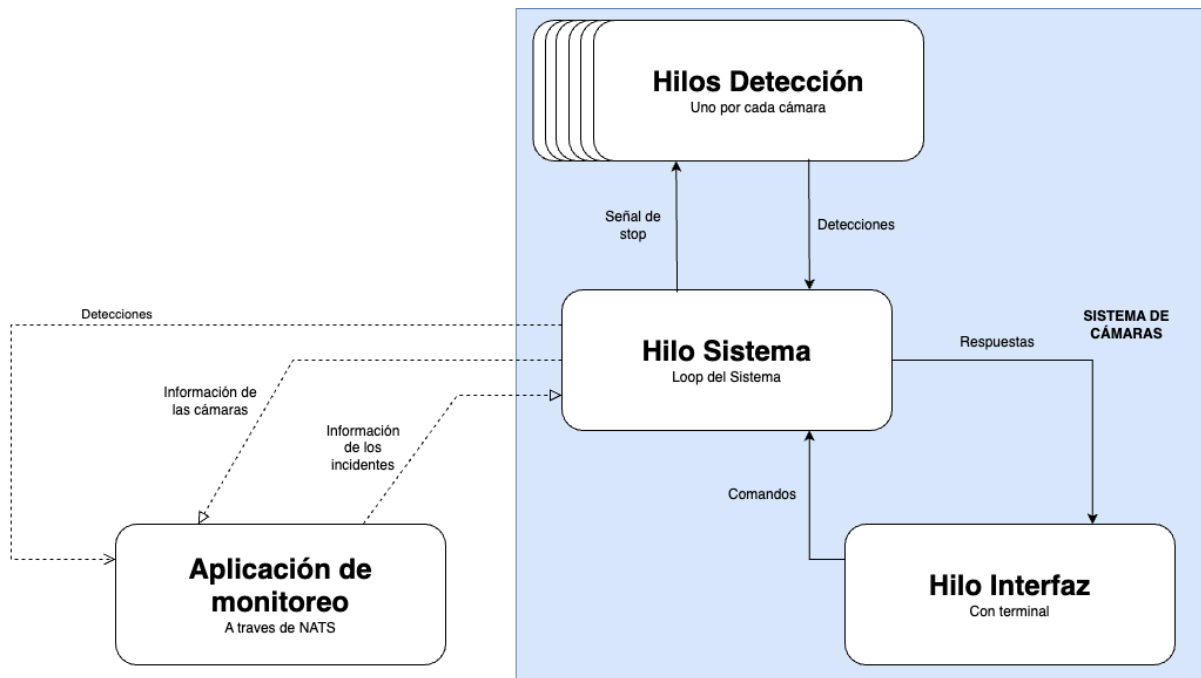 Hilos Detección
Uno por cada cámara
Señal de
stop
Detecciones
Detecciones
Hilo Sistema
Loop del Sistema
SISTEMA DE
CÁMARAS
Respuestas
Información de
las cámaras
Información
de los
incidentes
Comandos
Aplicación de
monitoreo
A traves de NATS
Hilo Interfaz
Con terminal